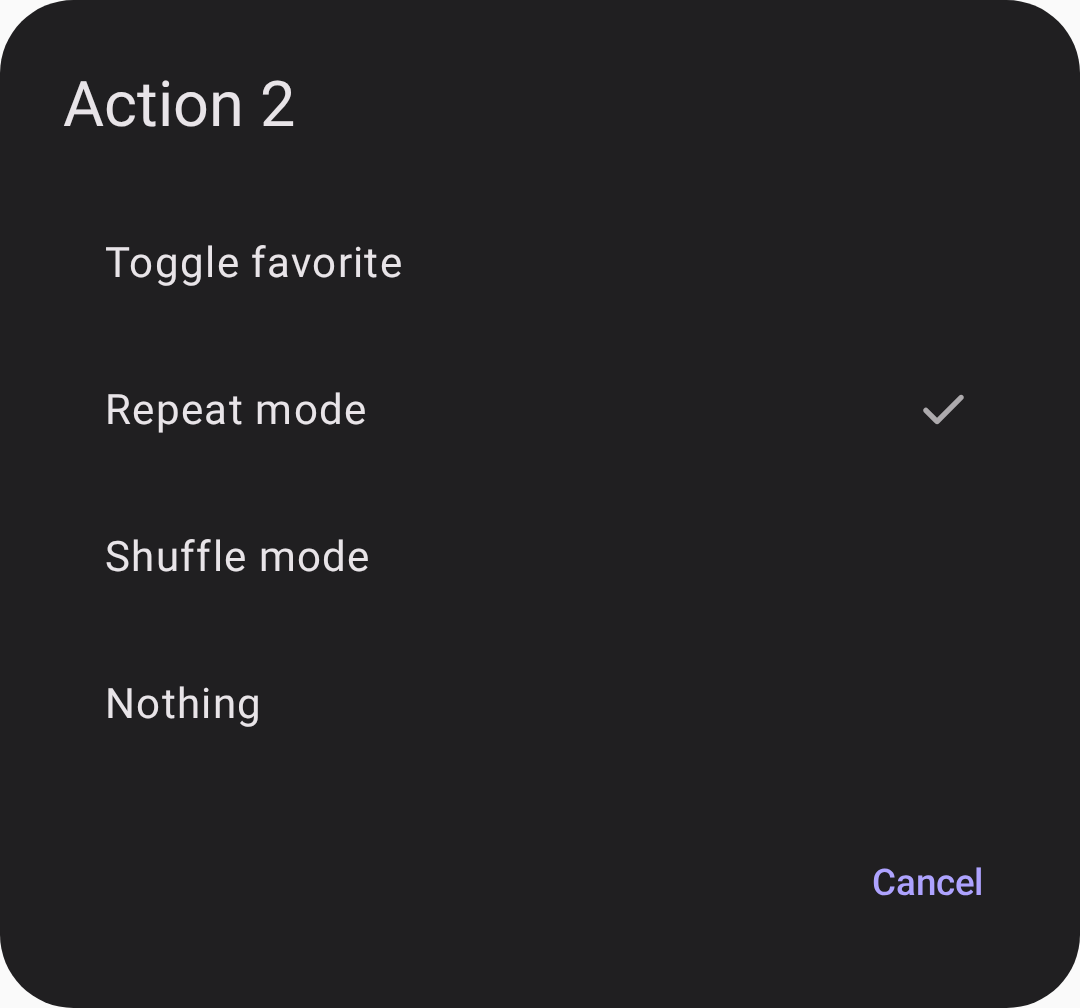 Action 2
Toggle favorite
Repeat mode
Shuffle mode
Nothing
Cancel